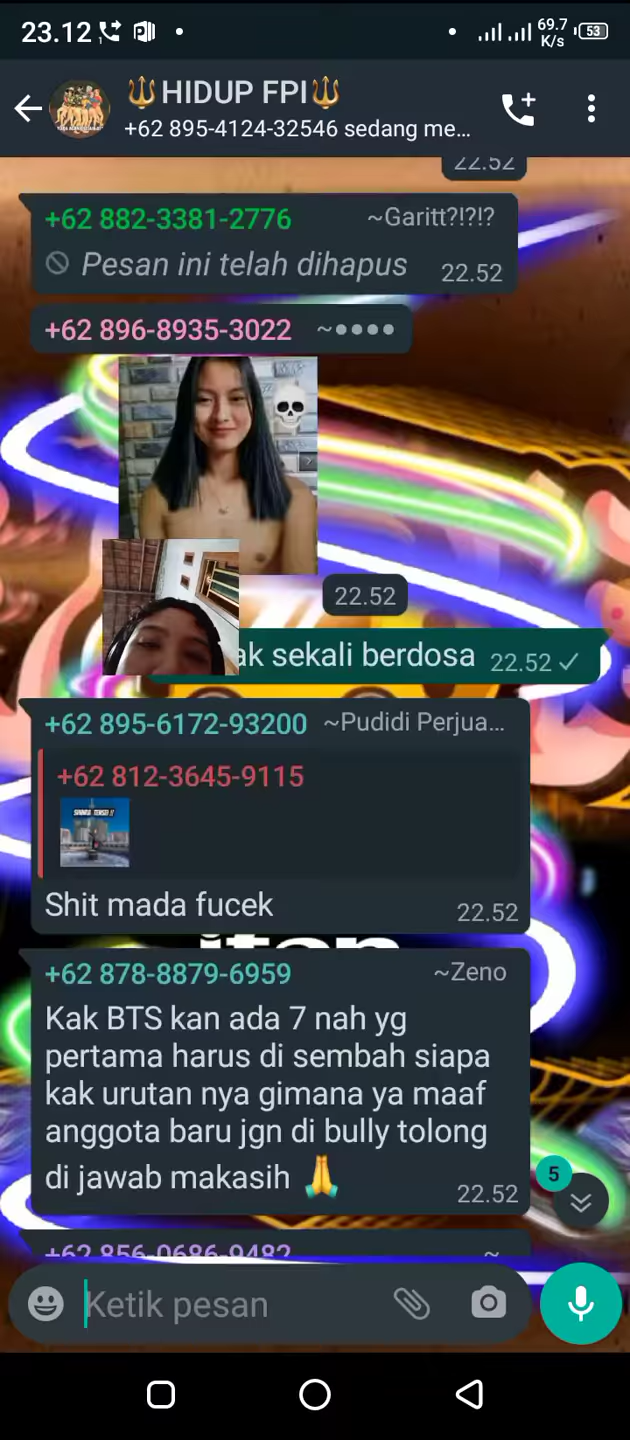 23.12
69.7
K/s
53
🔱HIDUP FPI🔱
+62 895-4124-32546 sedang me...
22.52
+62 882-3381-2776 ~Garitt?!?!?
Pesan ini telah dihapus 22.52
+62 896-8935-3022 ~●●●●
22.52
ak sekali berdosa 22.52
+62 895-6172-93200 ~Pudidi Perjua...
+62 812-3645-9115
Shit mada fucek
22.52
+62 878-8879-6959 ~Zeno
Kak BTS kan ada 7 nah yg
pertama harus di sembah siapa
kak urutan nya gimana ya maaf
anggota baru jgn di bully tolong
di jawab makasih 🙏
22.52
5
+62 856-0686-9482 ~
Ketik pesan